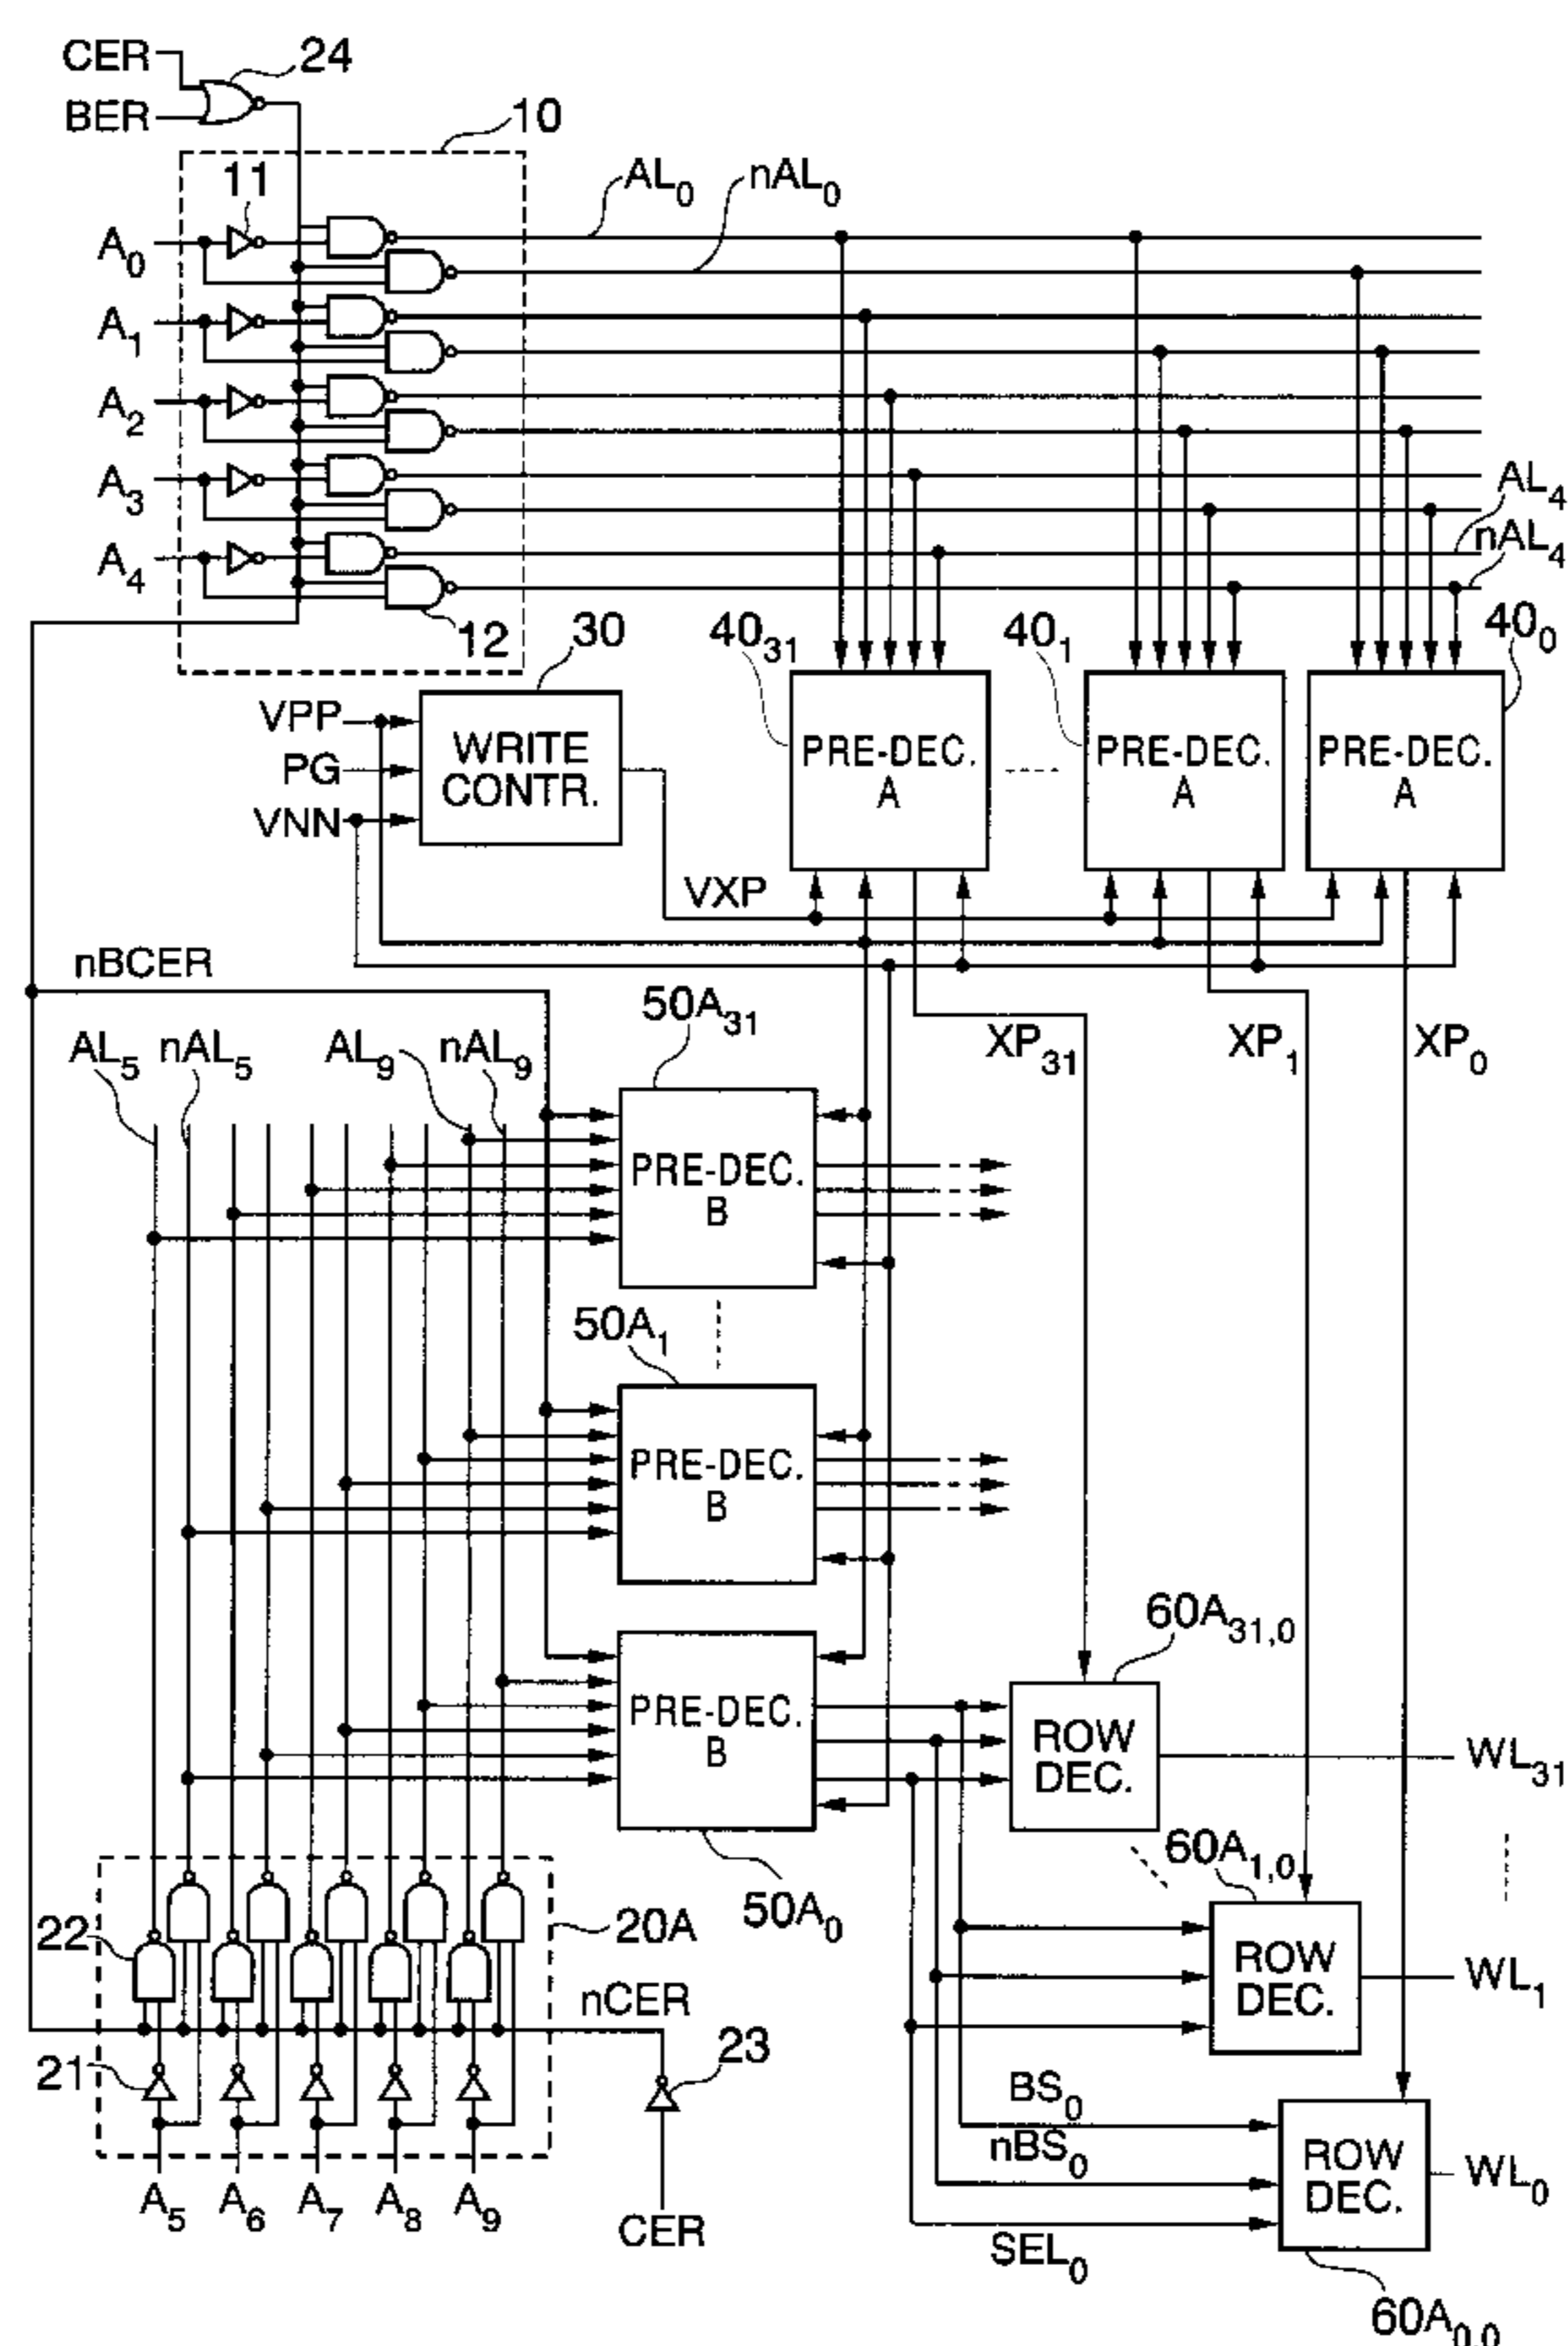 CER
24
BER
10
11
AL0 nAL0
A0
A1
A2
A3
AL4
nAL4
A4
12
30
4031
401
400
VPP
PG
VNN
WRITE
CONTR.
PRE-DEC.
A
PRE-DEC.
A
PRE-DEC.
A
VXP
nBCER
50A31
XP31
XP1
XP0
AL5 nAL5 AL9 nAL9
PRE-DEC.
B
50A1
PRE-DEC.
B
60A31,0
PRE-DEC.
B
ROW
DEC.
WL31
60A1,0
50A0
22
20A
ROW
DEC.
WL1
nCER
21
23
BS0
nBS0
ROW
DEC.
WL0
A5 A6 A7 A8 A9
CER
SEL0
60A0,0